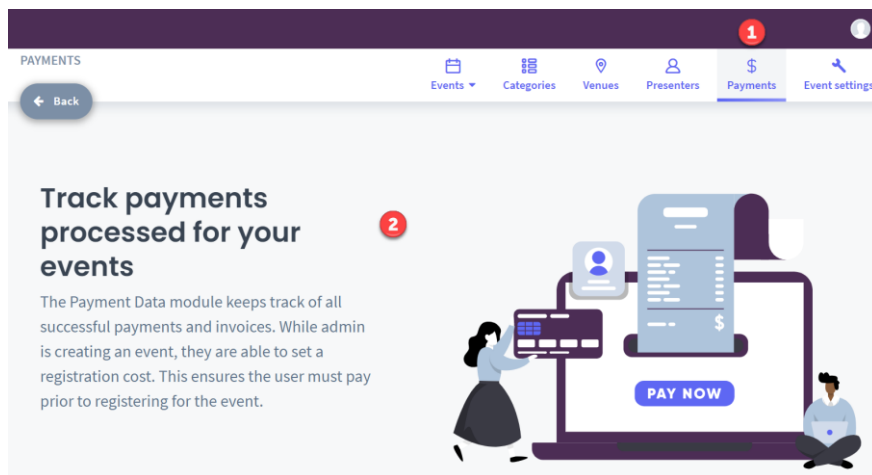 1
PAYMENTS
Back
Events
Categories
Venues
Presenters
Payments
Event settings
Track payments
processed for your
events
2
The Payment Data module keeps track of all
successful payments and invoices. While admin
is creating an event, they are able to set a
registration cost. This ensures the user must pay
prior to registering for the event.
$
PAY NOW